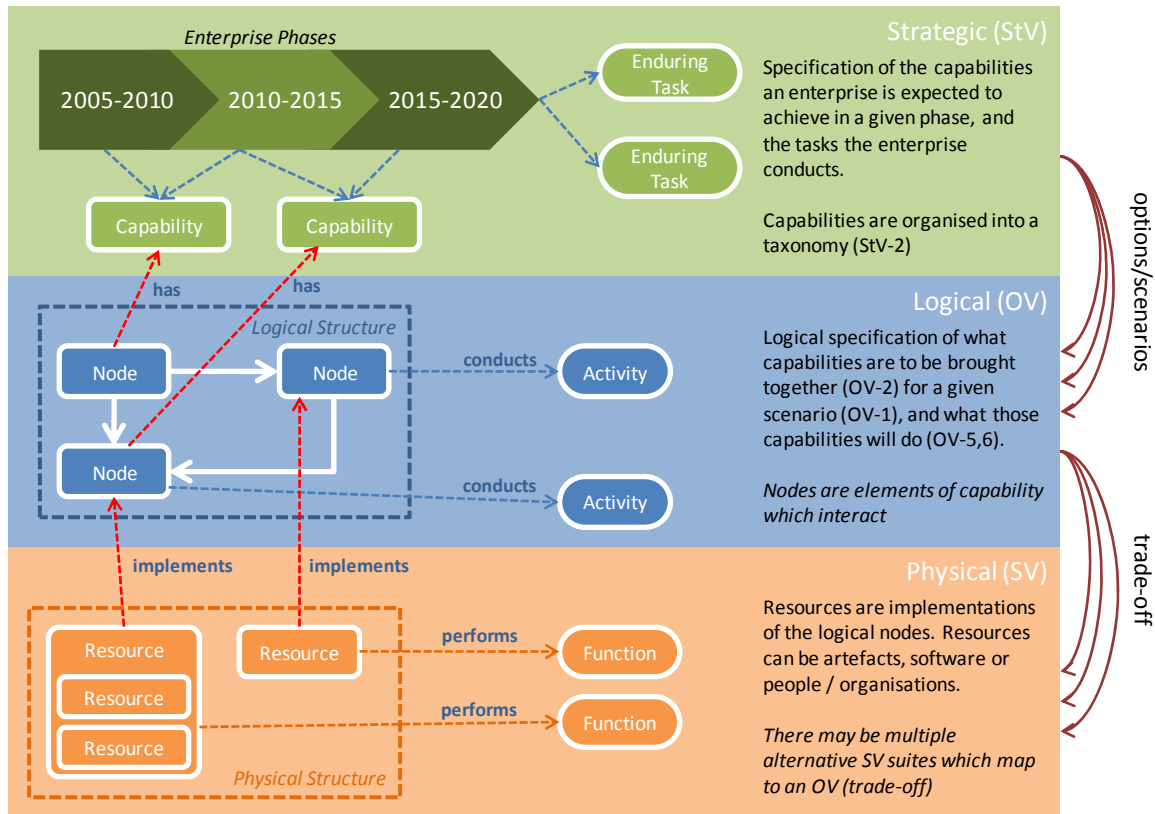 Enterprise Phases
2005-2010
2010-2015
2015-2020
Enduring
Task
Enduring
Task
Capability
Capability
Strategic (StV)
Specification of the capabilities
an enterprise is expected to
achieve in a given phase, and
the tasks the enterprise
conducts.
Capabilities are organised into a
taxonomy (StV-2)
options/scenarios
has
has
Logical Structure
Node
Node
Node
conducts
Activity
conducts
Activity
Logical (OV)
Logical specification of what
capabilities are to be brought
together (OV-2) for a given
scenario (OV-1), and what those
capabilities will do (OV-5,6).
Nodes are elements of capability
which interact
trade-off
implements
implements
Resource
Resource
Resource
Resource
Physical Structure
performs
Function
performs
Function
Physical (SV)
Resources are implementations
of the logical nodes. Resources
can be artefacts, software or
people / organisations.
There may be multiple
alternative SV suites which map
to an OV (trade-off)